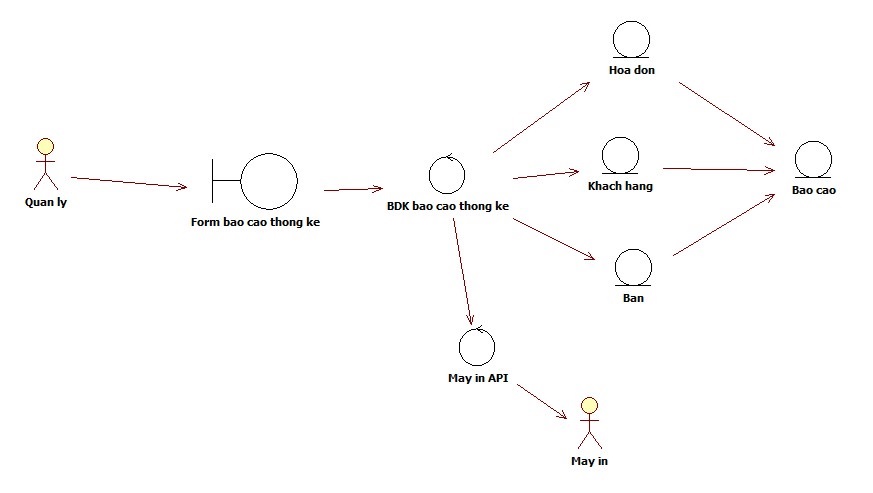 Hoa don
Khach hang
Bao cao
Quan ly
Form bao cao thong ke
BDK bao cao thong ke
Ban
May in API
May in